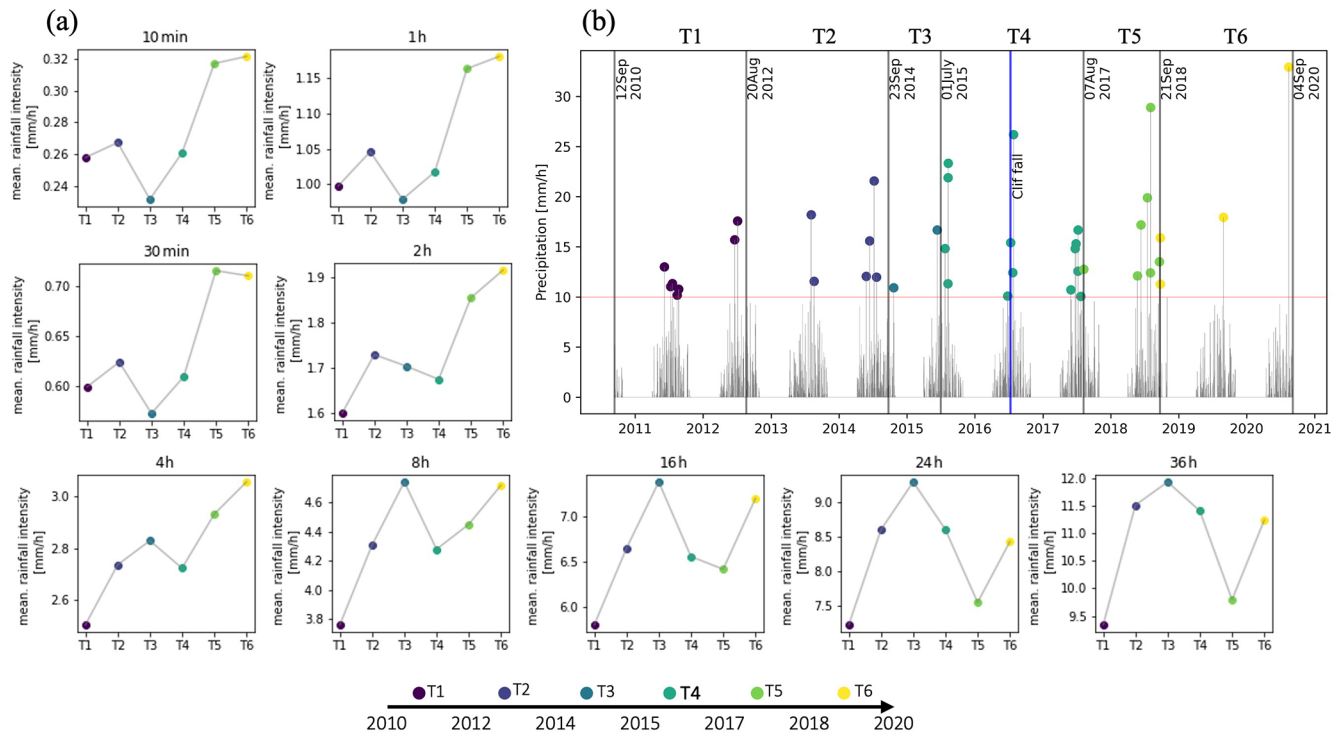 (a)
10 min
mean. rainfall intensity
[mm/h]
0.32
0.30
0.28
0.26
0.24
T1 T2 T3 T4 T5 T6
1h
mean. rainfall intensity
[mm/h]
1.15
1.10
1.05
1.00
T1 T2 T3 T4 T5 T6
30 min
mean. rainfall intensity
[mm/h]
0.70
0.65
0.60
T1 T2 T3 T4 T5 T6
2h
mean. rainfall intensity
[mm/h]
1.9
1.8
1.7
1.6
T1 T2 T3 T4 T5 T6
(b)
T1 T2 T3 T4 T5 T6
12Sep
2010
20Aug
2012
23Sep
2014
01July
2015
07Aug
2017
21Sep
2018
04Sep
2020
Clif fall
Precipitation [mm/h]
30
25
20
15
10
5
0
2011 2012 2013 2014 2015 2016 2017 2018 2019 2020 2021
4h
mean. rainfall intensity
[mm/h]
3.0
2.8
2.6
T1 T2 T3 T4 T5 T6
8h
mean. rainfall intensity
[mm/h]
4.6
4.4
4.2
4.0
3.8
T1 T2 T3 T4 T5 T6
16h
mean. rainfall intensity
[mm/h]
7.0
6.5
6.0
T1 T2 T3 T4 T5 T6
24h
mean. rainfall intensity
[mm/h]
9.0
8.5
8.0
7.5
T1 T2 T3 T4 T5 T6
36h
mean. rainfall intensity
[mm/h]
12.0
11.5
11.0
10.5
10.0
9.5
T1 T2 T3 T4 T5 T6
T1 T2 T3 T4 T5 T6
2010 2012 2014 2015 2017 2018 2020